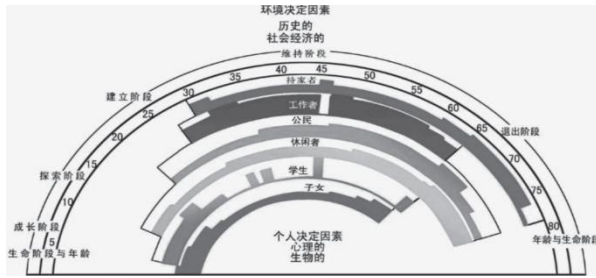 环境决定因素
历史的
社会经济的
维持阶段
45
40
50
35
持家者
55
30
建立阶段
工作者
60
25
公民
65
退出阶段
20
休闲者
70
15
学生
75
探索阶段
子女
10
80
成长阶段
个人决定因素
5
年龄与生命阶段
生命阶段与年龄
心理的
生物的